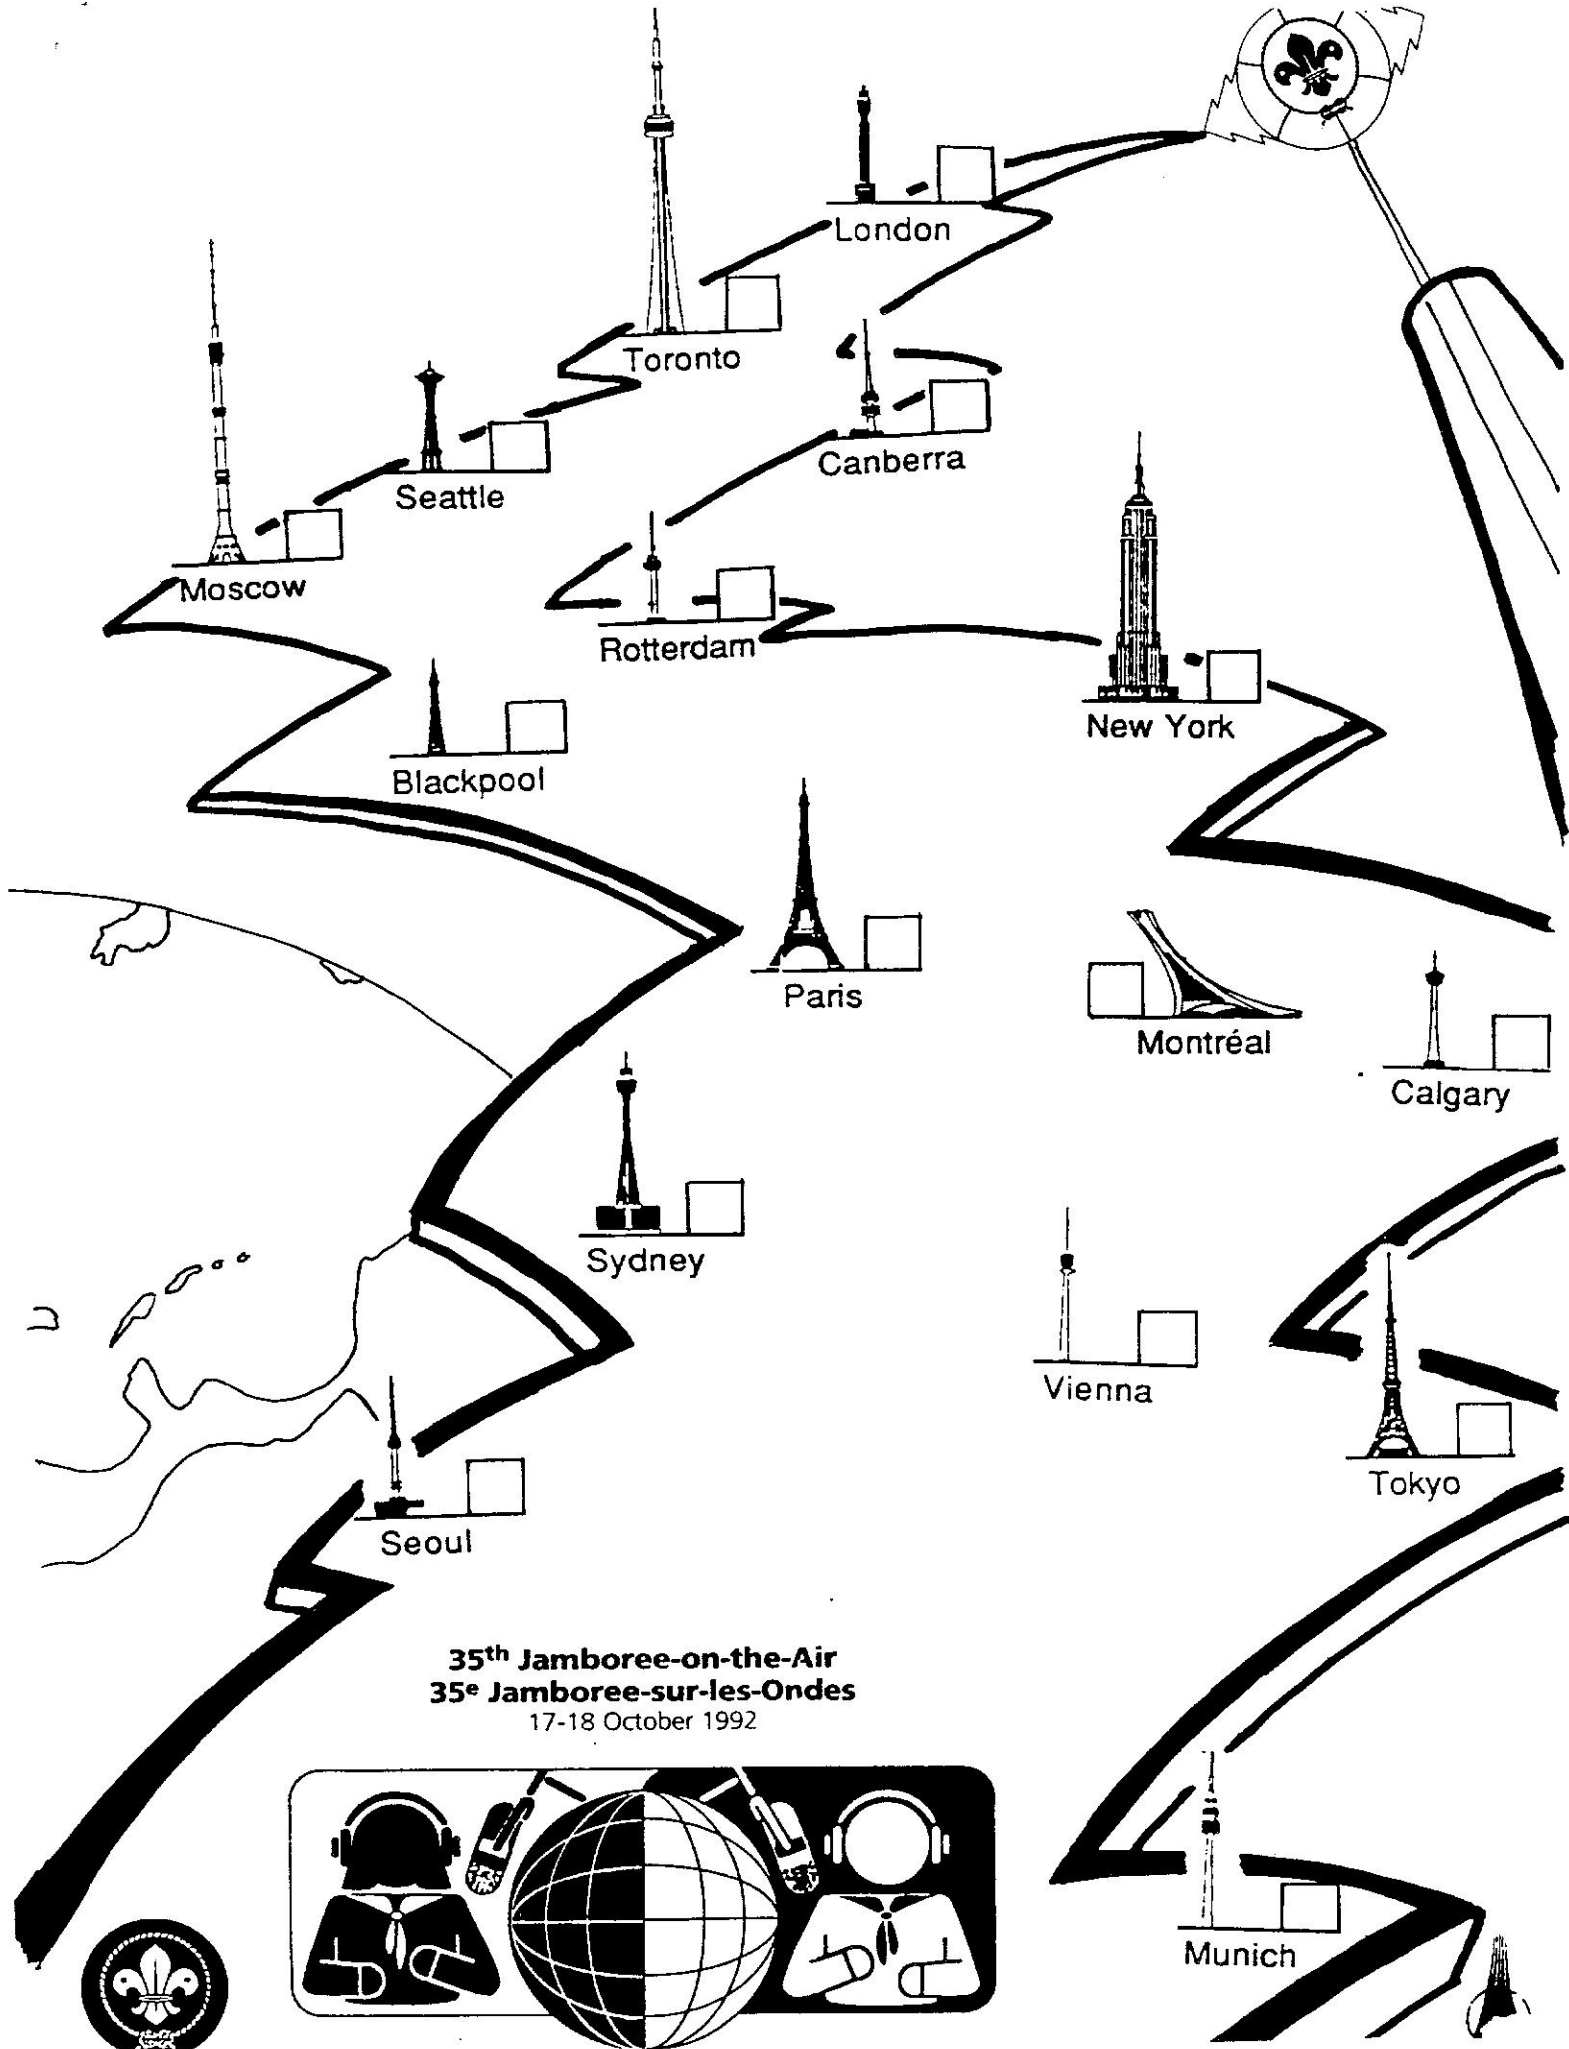 London
Toronto
Canberra
Seattle
Moscow
Rotterdam
New York
Blackpool
Paris
Montréal
Calgary
Sydney
Vienna
Tokyo
Seoul
35th Jamboree-on-the-Air
35e Jamboree-sur-les-Ondes
17-18 October 1992
Munich